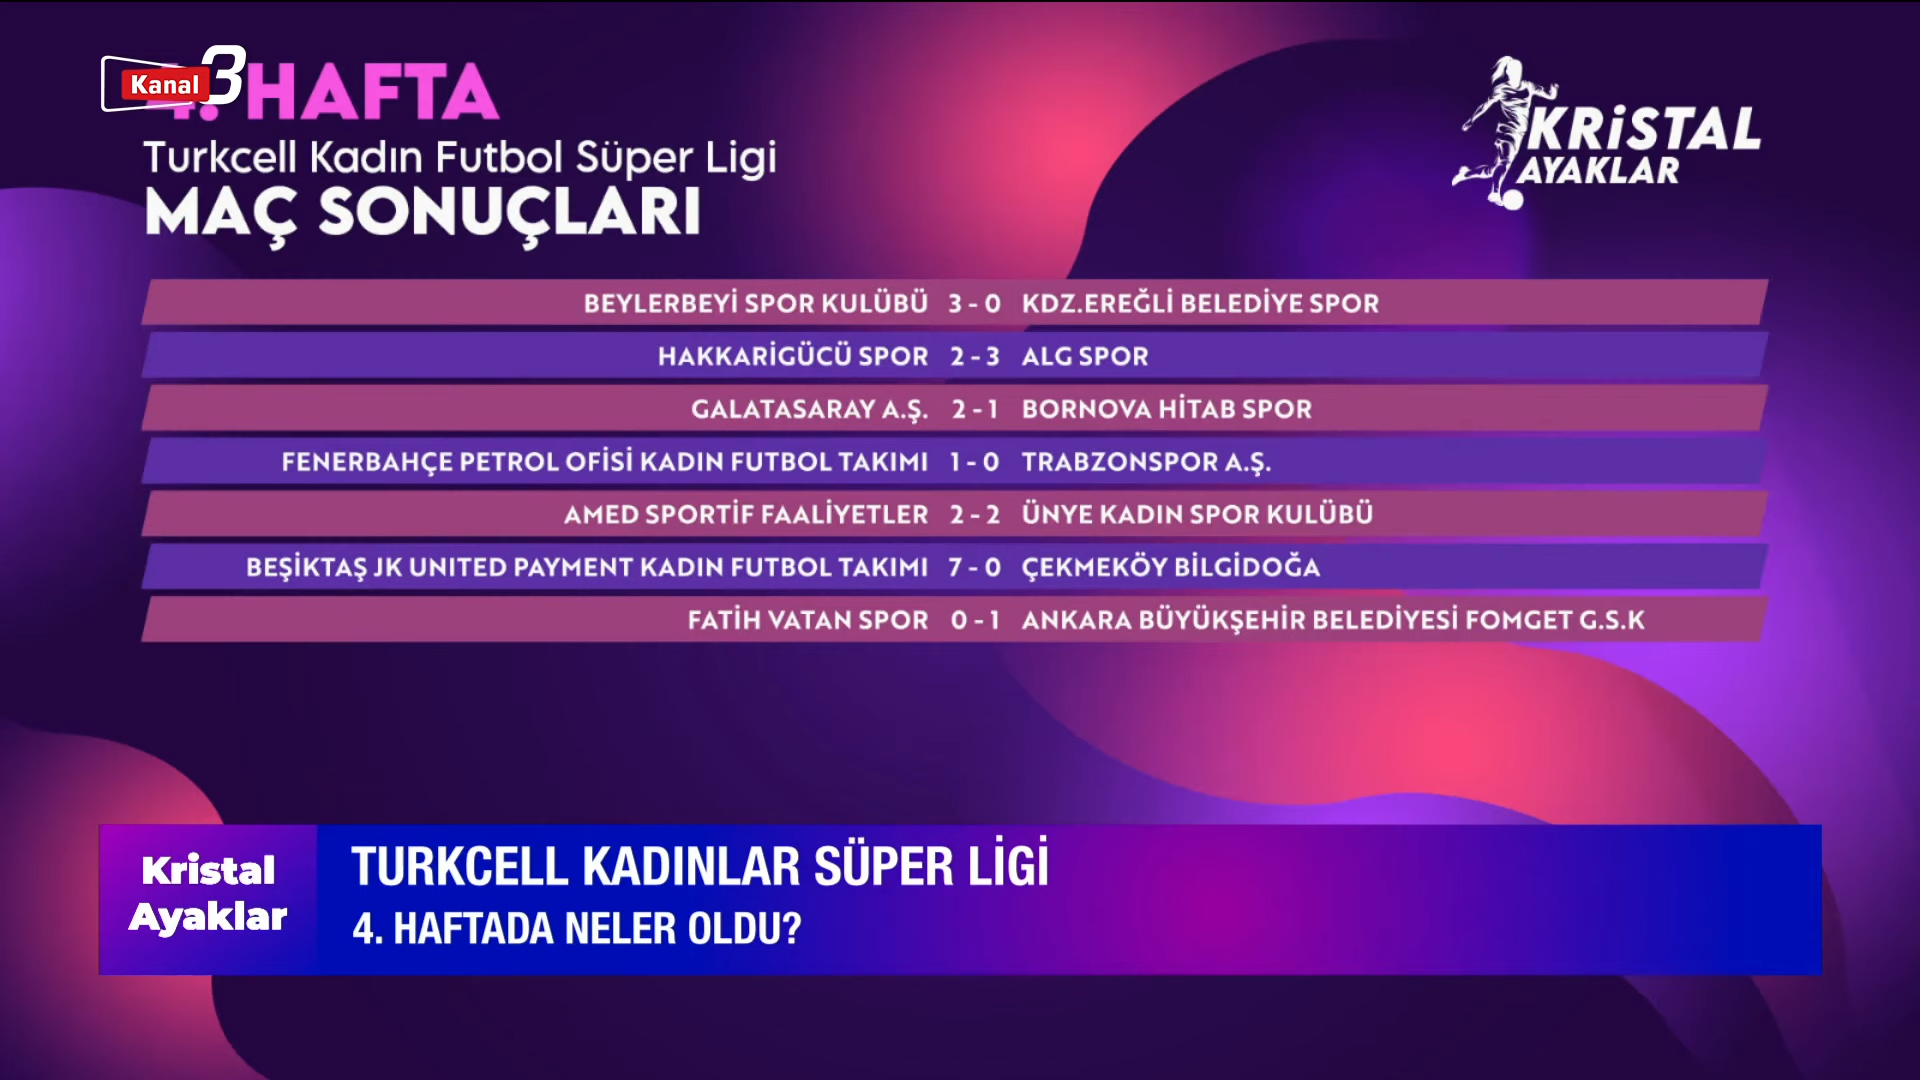 Kanal 3
4. HAFTA
Turkcell Kadın Futbol Süper Ligi
MAÇ SONUÇLARI
KRiSTAL
AYAKLAR
BEYLERBEYİ SPOR KULÜBÜ 3 - 0 KDZ.EREĞLİ BELEDİYE SPOR
HAKKARİGÜCÜ SPOR 2 - 3 ALG SPOR
GALATASARAY A.Ş. 2 - 1 BORNOVA HİTAB SPOR
FENERBAHÇE PETROL OFİSİ KADIN FUTBOL TAKIMI 1 - 0 TRABZONSPOR A.Ş.
AMED SPORTİF FAALİYETLER 2 - 2 ÜNYE KADIN SPOR KULÜBÜ
BEŞİKTAŞ JK UNITED PAYMENT KADIN FUTBOL TAKIMI 7 - 0 ÇEKMEKÖY BİLGİDOĞA
FATİH VATAN SPOR 0 - 1 ANKARA BÜYÜKŞEHİR BELEDİYESİ FOMGET G.S.K
Kristal
Ayaklar
TURKCELL KADINLAR SÜPER LİGİ
4. HAFTADA NELER OLDU?